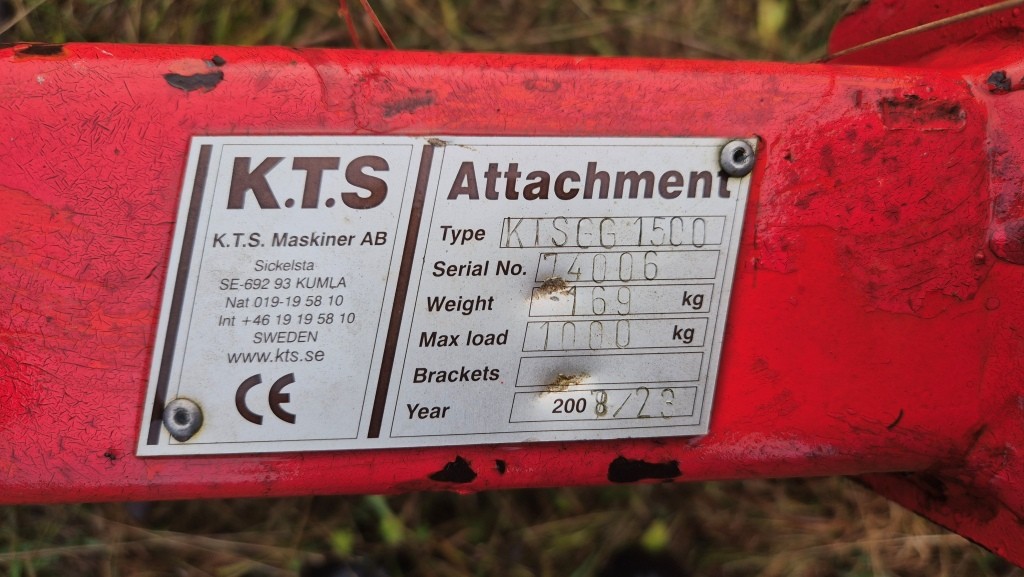 K.T.S
K.T.S. Maskiner AB
Sickelsta
SE-692 93 KUMLA
Nat 019-19 58 10
Int +46 19 19 58 10
SWEDEN
www.kts.se
CE
Attachment
Type KTSGG 1500
Serial No. 74006
Weight 169 kg
Max load 1000 kg
Brackets
Year 2008/23